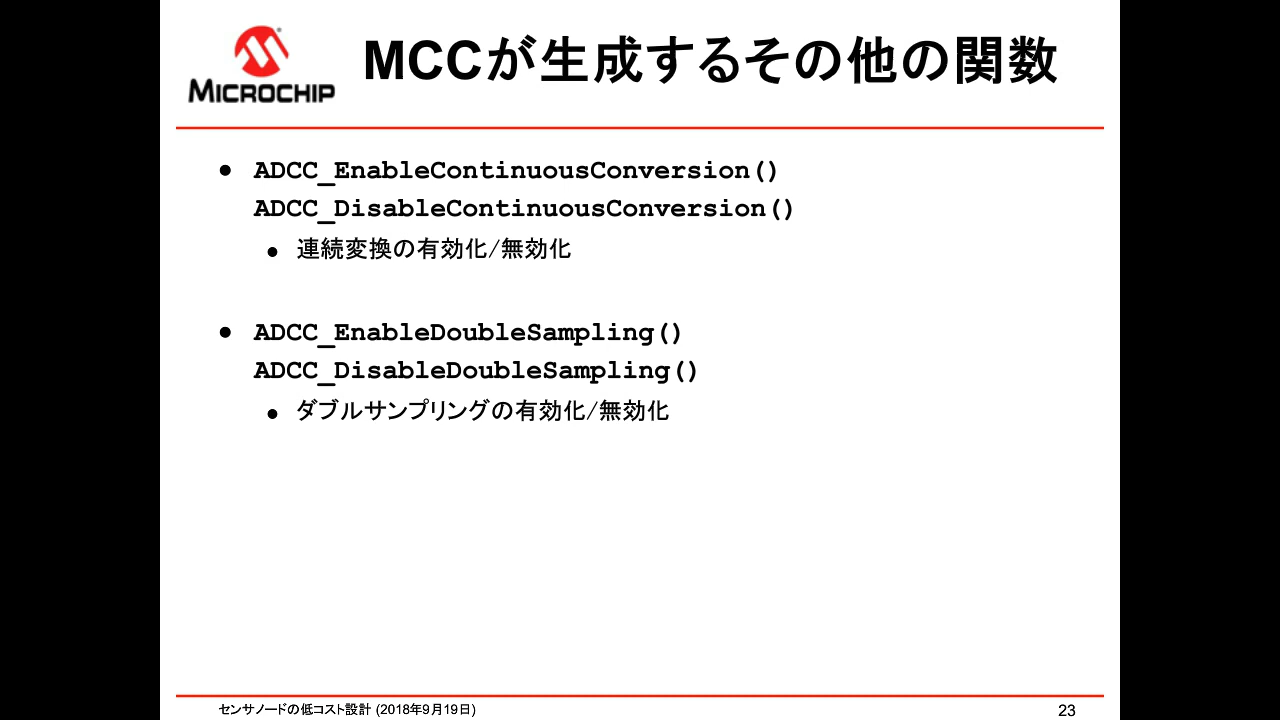 MICROCHIP
MCCが生成するその他の関数
● ADCC_EnableContinuousConversion()
ADCC_DisableContinuousConversion()
● 連続変換の有効化/無効化
● ADCC_EnableDoubleSampling()
ADCC_DisableDoubleSampling()
● ダブルサンプリングの有効化/無効化
センサノードの低コスト設計 (2018年9月19日)
23